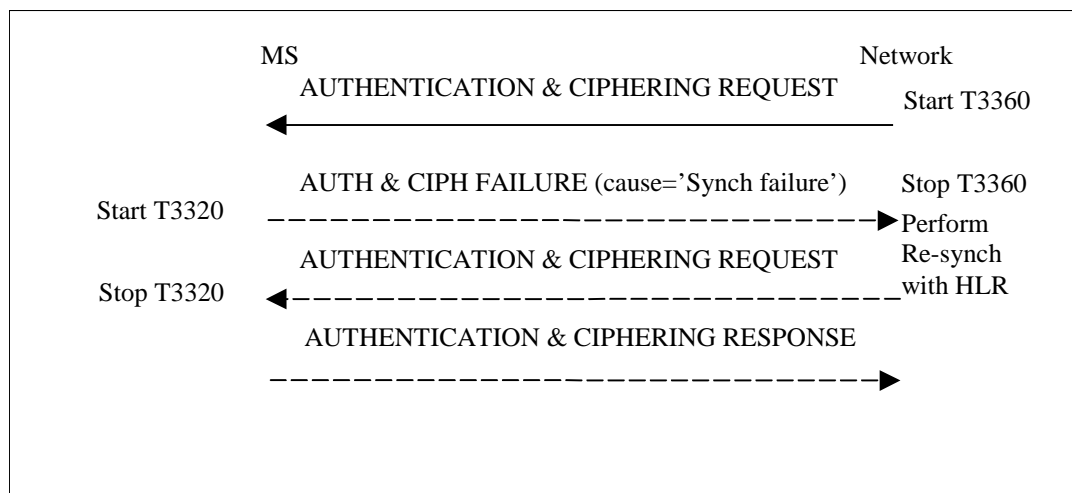 MS Network
AUTHENTICATION & CIPHERING REQUEST
Start T3360
AUTH & CIPH FAILURE (cause='Synch failure')
Stop T3360
Start T3320
Perform
Re-synch
with HLR
AUTHENTICATION & CIPHERING REQUEST
Stop T3320
AUTHENTICATION & CIPHERING RESPONSE